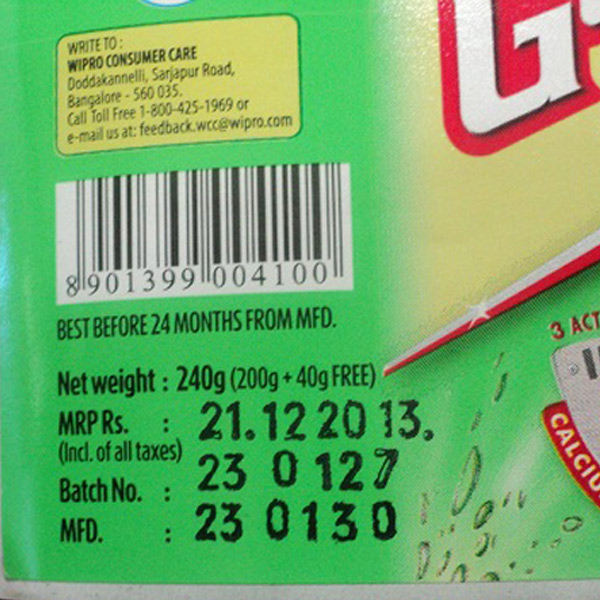 WRITE TO :
WIPRO CONSUMER CARE
Doddakannelli, Sarjapur Road,
Bangalore - 560 035.
Call Toll Free 1-800-425-1969 or
e-mail us at: feedback.wcc@wipro.com
8 901399 004100
BEST BEFORE 24 MONTHS FROM MFD.
Net weight : 240g (200g + 40g FREE)
MRP Rs. : 21.12 20 13.
(Incl. of all taxes)
Batch No. : 23 0 127
MFD. : 23 0130
3